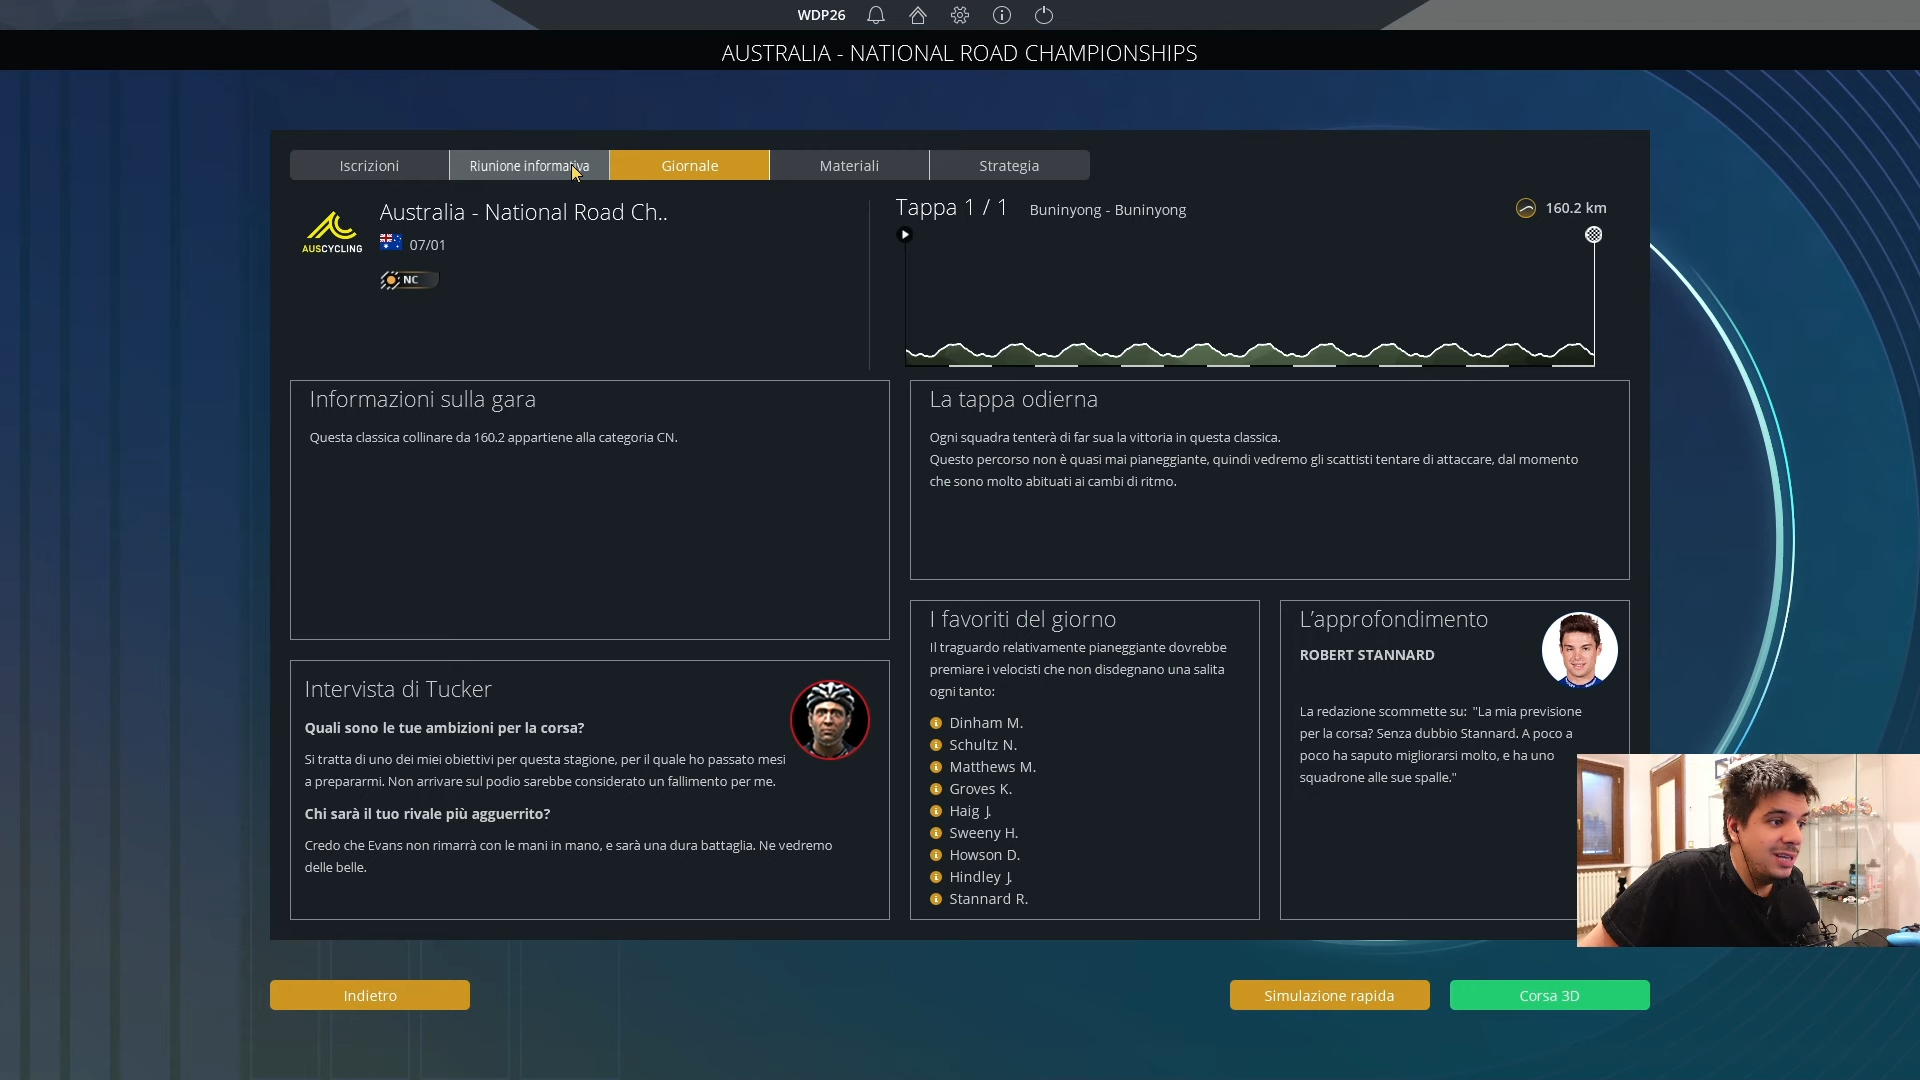 WDP26
AUSTRALIA - NATIONAL ROAD CHAMPIONSHIPS
Iscrizioni
Riunione informativa
Giornale
Materiali
Strategia
AUSCYCLING
Australia - National Road Ch..
07/01
NC
Tappa 1 / 1
Buninyong - Buninyong
160.2 km
Informazioni sulla gara
Questa classica collinare da 160.2 appartiene alla categoria CN.
La tappa odierna
Ogni squadra tenterà di far sua la vittoria in questa classica.
Questo percorso non è quasi mai pianeggiante, quindi vedremo gli scattisti tentare di attaccare, dal momento
che sono molto abituati ai cambi di ritmo.
Intervista di Tucker
Quali sono le tue ambizioni per la corsa?
Si tratta di uno dei miei obiettivi per questa stagione, per il quale ho passato mesi
a prepararmi. Non arrivare sul podio sarebbe considerato un fallimento per me.
Chi sarà il tuo rivale più agguerrito?
Credo che Evans non rimarrà con le mani in mano, e sarà una dura battaglia. Ne vedremo
delle belle.
I favoriti del giorno
Il traguardo relativamente pianeggiante dovrebbe
premiare i velocisti che non disdegnano una salita
ogni tanto:
Dinham M.
Schultz N.
Matthews M.
Groves K.
Haig J.
Sweeny H.
Howson D.
Hindley J.
Stannard R.
L'approfondimento
ROBERT STANNARD
La redazione scommette su: "La mia previsione
per la corsa? Senza dubbio Stannard. A poco a
poco ha saputo migliorarsi molto, e ha uno
squadrone alle sue spalle."
Indietro
Simulazione rapida
Corsa 3D